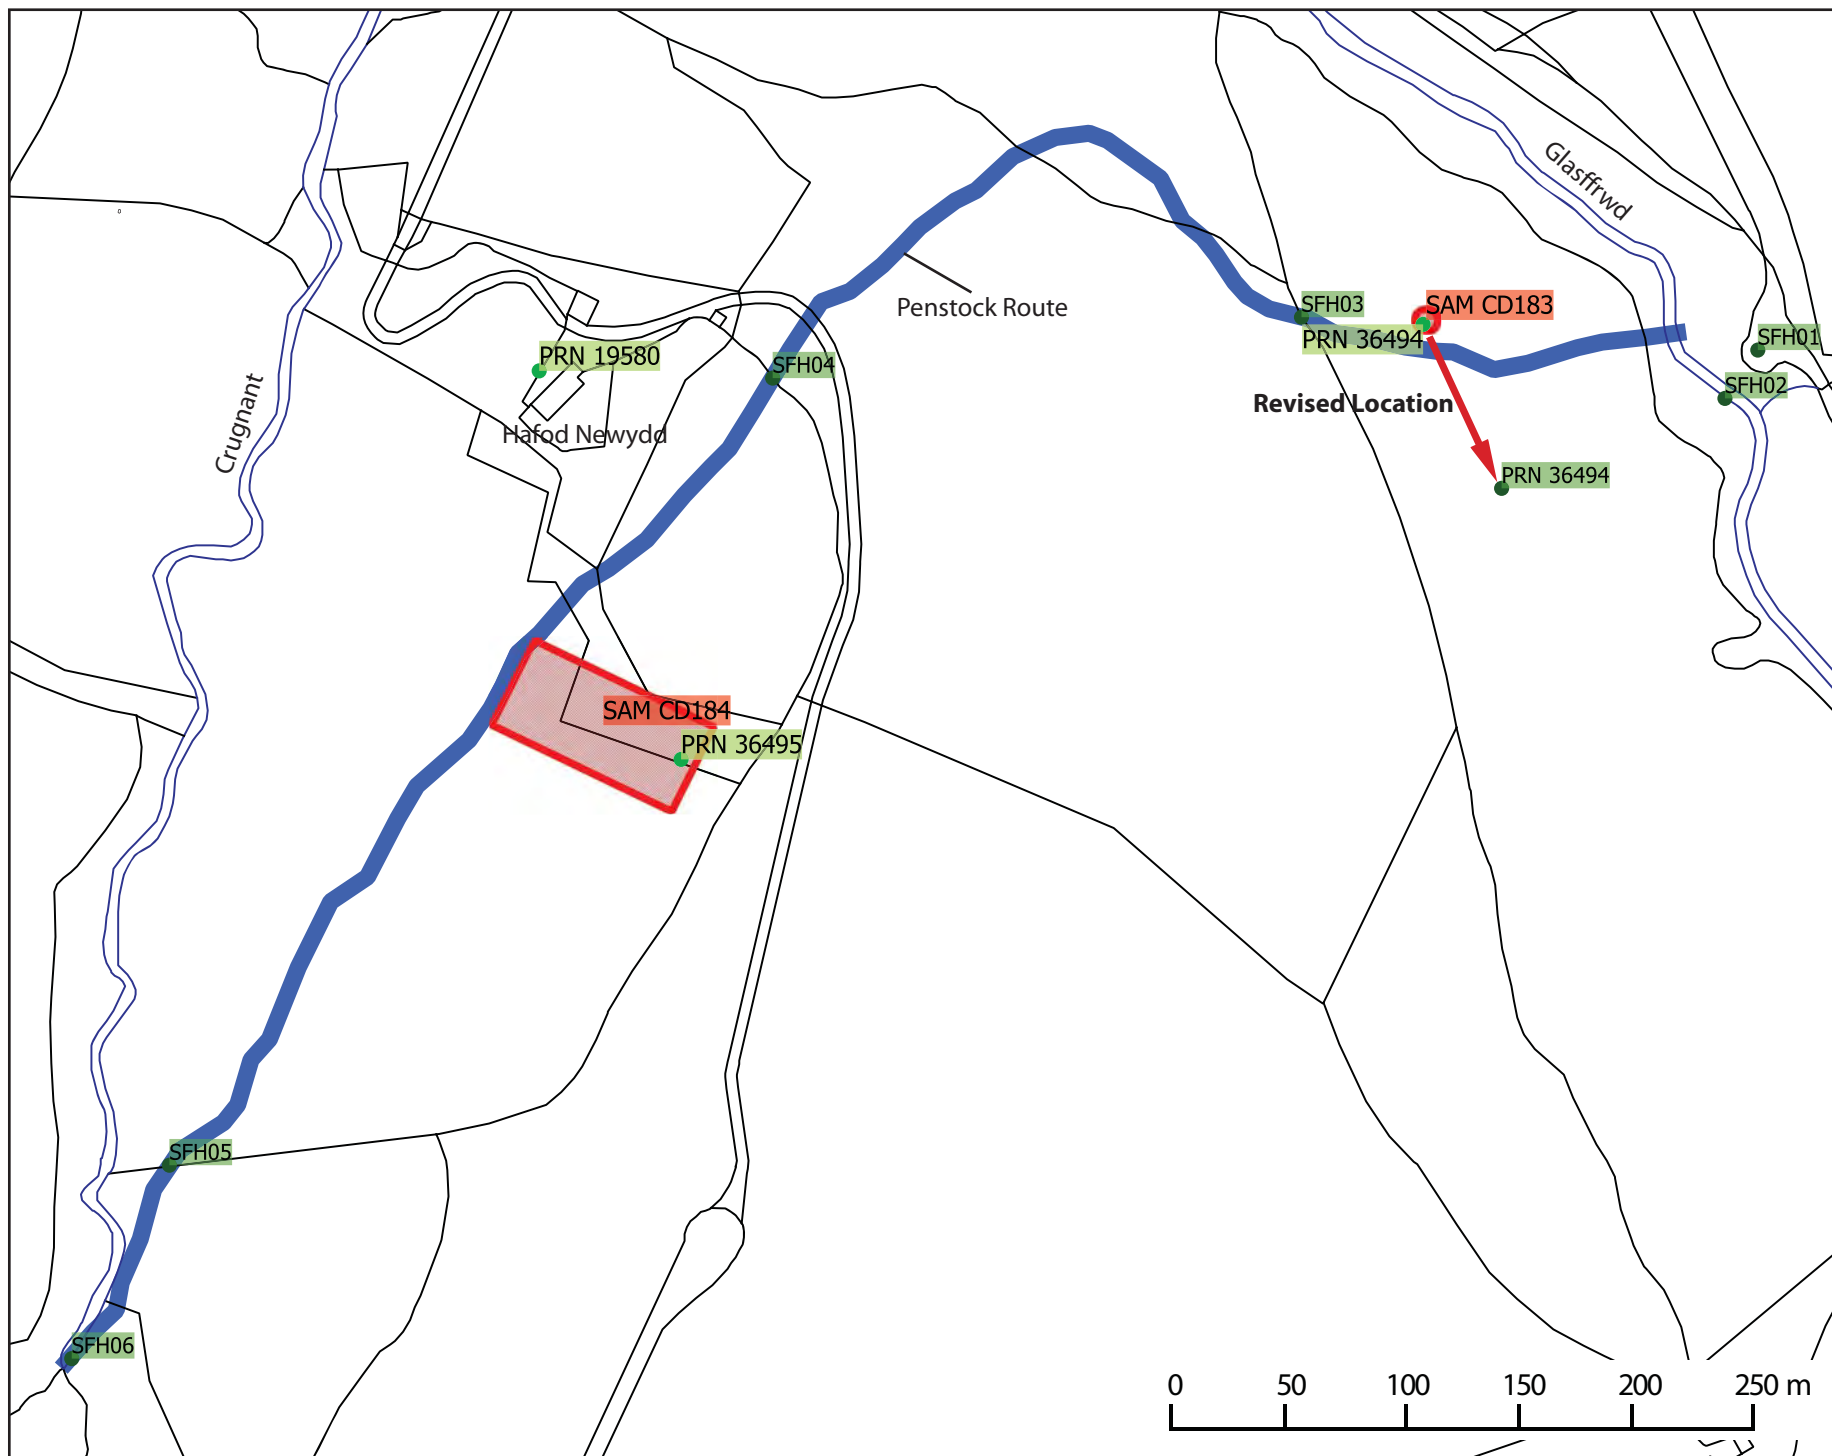 Glasffrwd
SFH03
SAM CD183
Penstock Route
PRN 36494
SFH01
PRN 19580
SFH04
SFH02
Revised Location
Crugnant
Hafod Newydd
PRN 36494
SAM CD184
PRN 36495
SFH05
SFH06
0 50 100 150 200 250 m